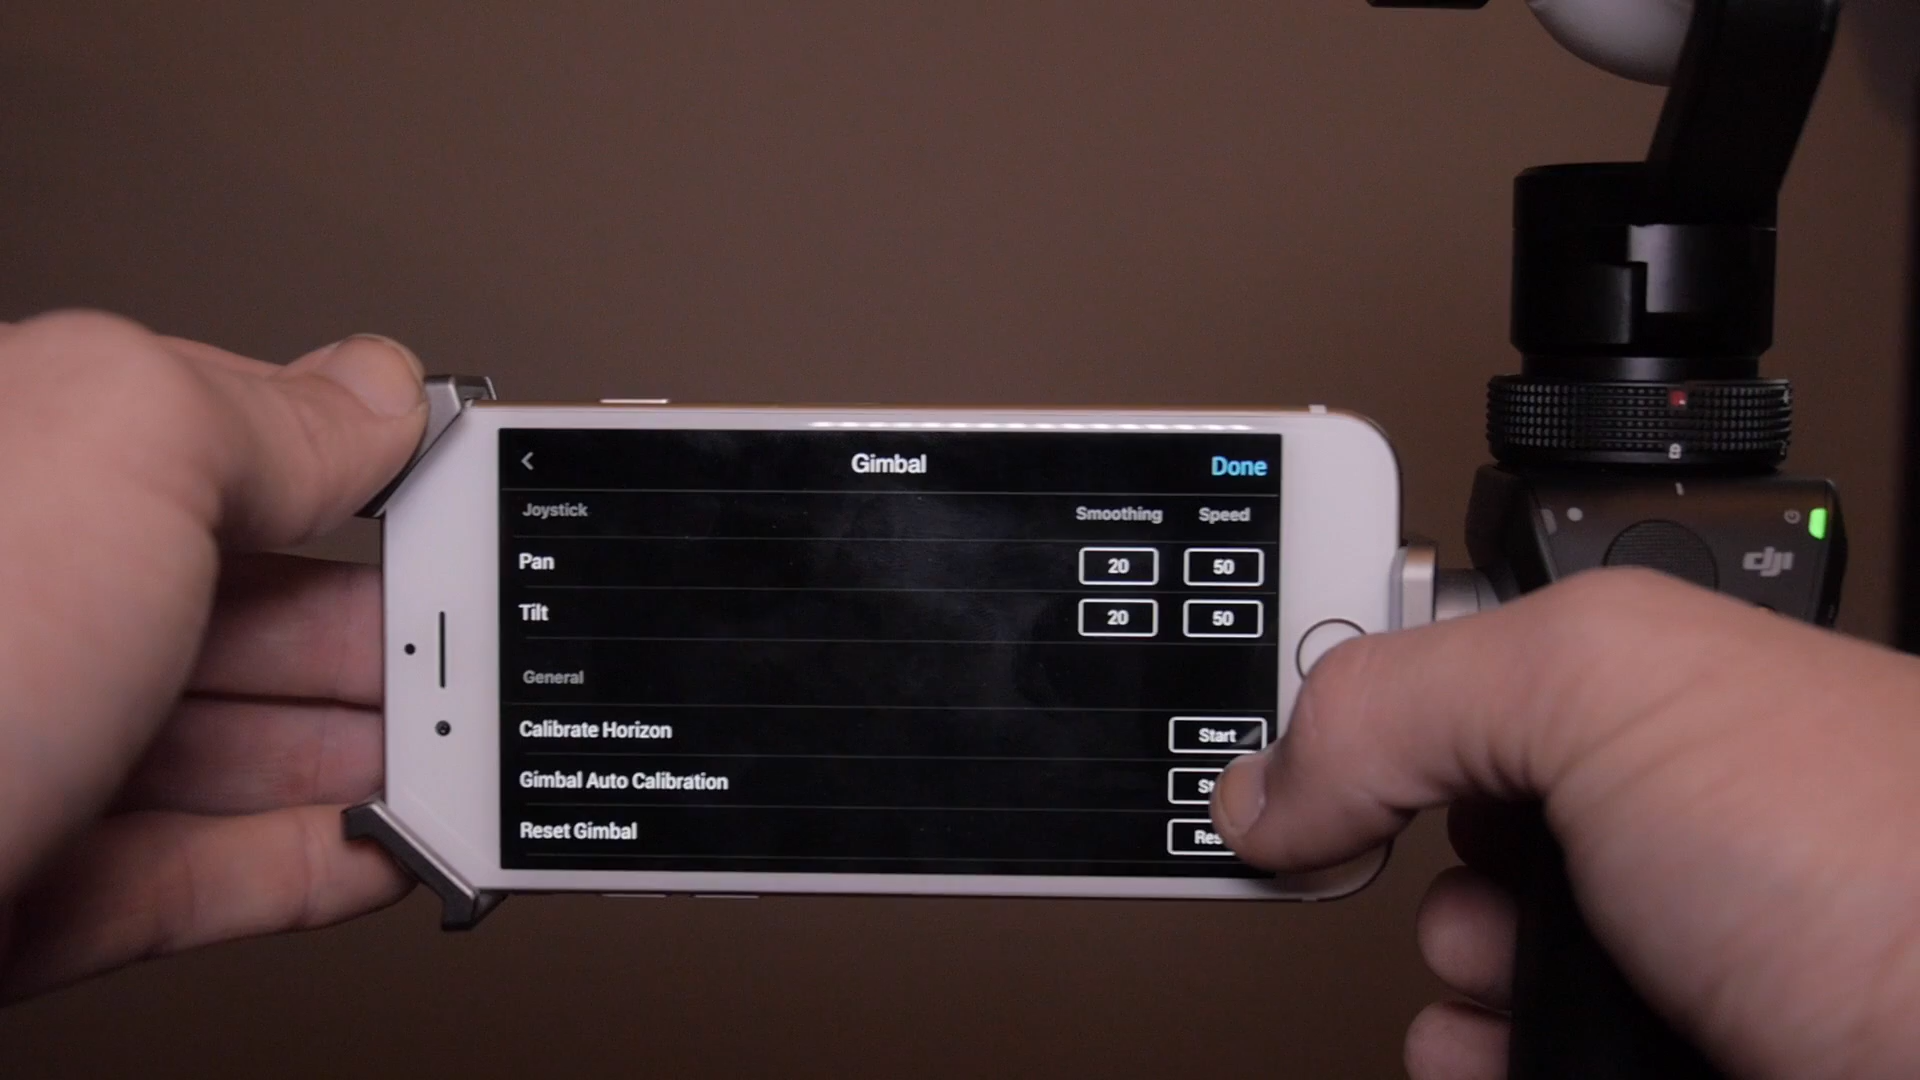 Gimbal Done
Joystick Smoothing Speed
Pan 20 50
Tilt 20 50
General
Calibrate Horizon Start
Gimbal Auto Calibration
Reset Gimbal
dji